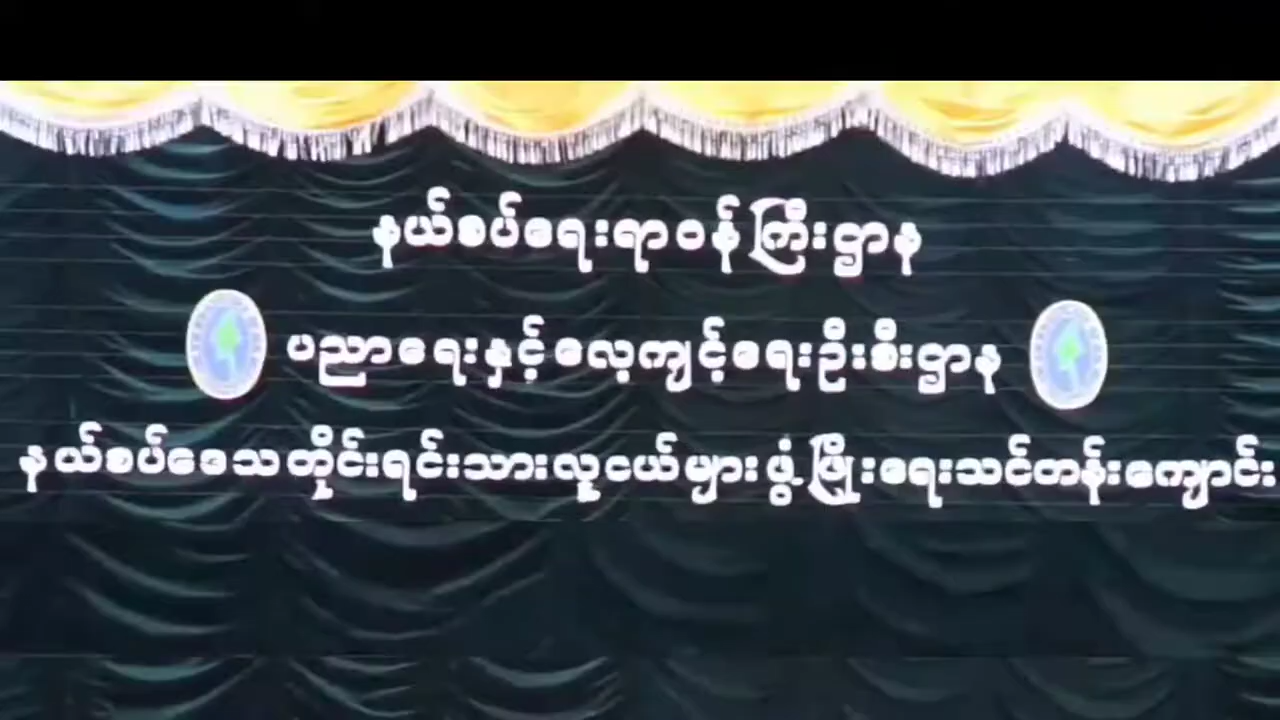 နယ်စပ်ရေးရာဝန်ကြီးဌာန
ပညာရေးနှင့်လေ့ကျင့်ရေးဦးစီးဌာန
နယ်စပ်ဒေသတိုင်းရင်းသားလူငယ်များဖွံ့ဖြိုးရေးသင်တန်းကျောင်း